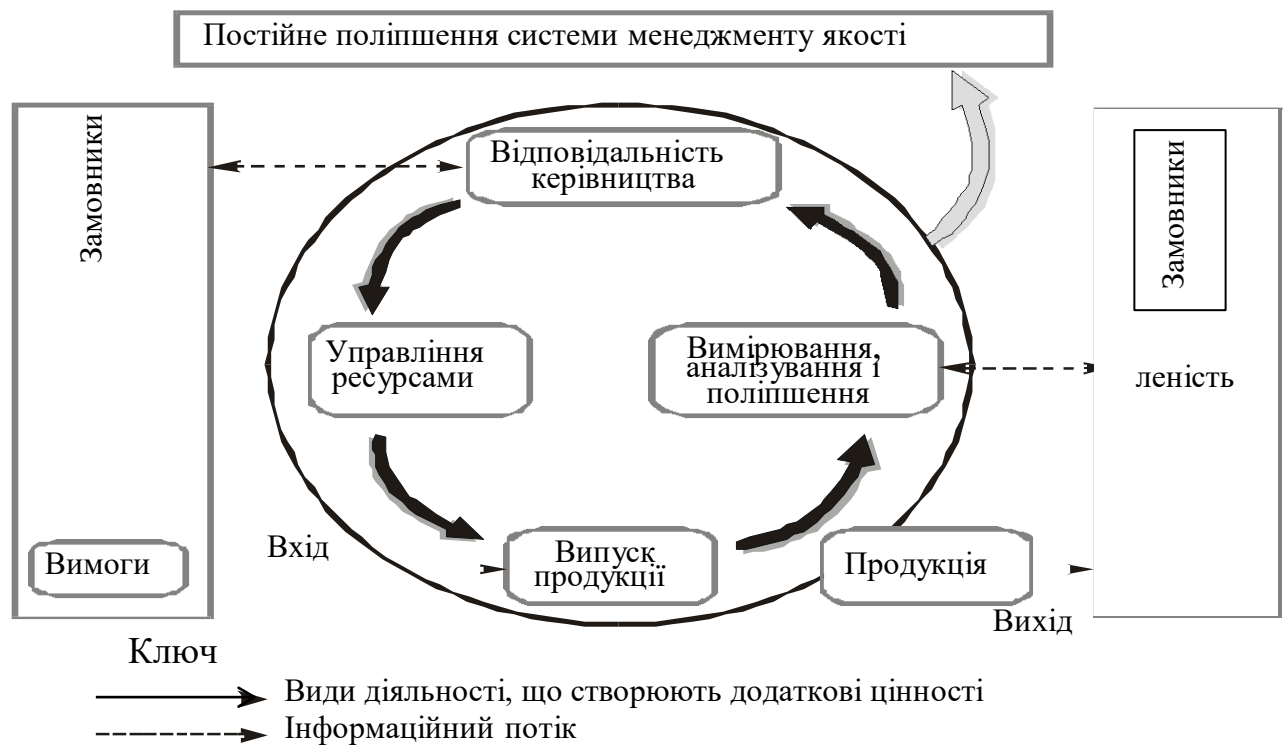 Постійне поліпшення системи менеджменту якості
Замовники
Відповідальність
керівництва
Замовники
Управління
ресурсами
Вимірювання,
аналізування і
поліпшення
леність
Вхід
Вимоги
Випуск
продукції
Продукція
Вихід
Ключ
Види діяльності, що створюють додаткові цінності
Інформаційний потік